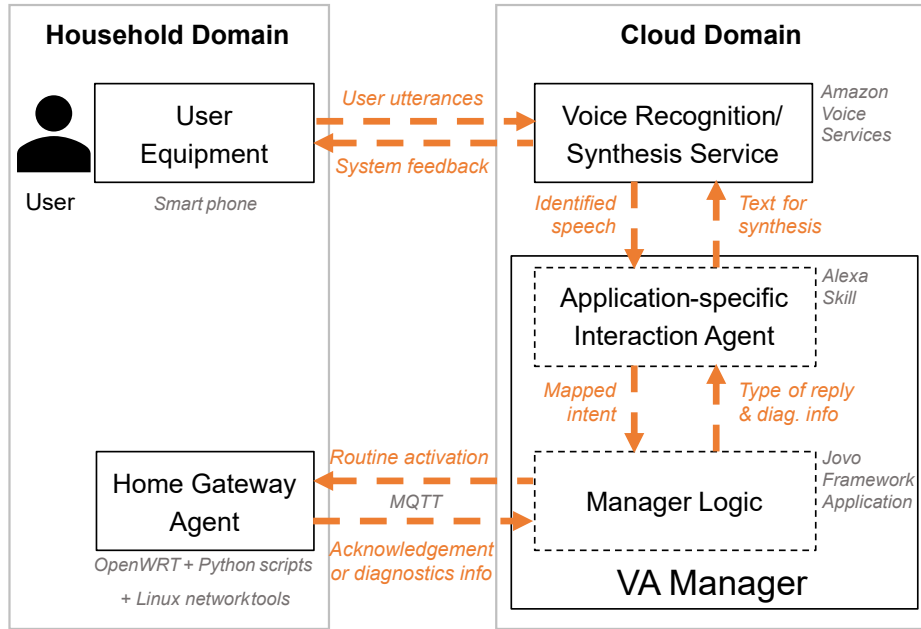 Household Domain
Cloud Domain
User
Equipment
User
Smart phone
User utterances
System feedback
Voice Recognition/
Synthesis Service
Amazon
Voice
Services
Identified
speech
Text for
synthesis
Application-specific
Interaction Agent
Alexa
Skill
Mapped
intent
Type of reply
& diag. info
Home Gateway
Agent
OpenWRT + Python scripts
+ Linux networktools
Routine activation
MQTT
Acknowledgement
or diagnostics info
Manager Logic
Jovo
Framework
Application
VA Manager